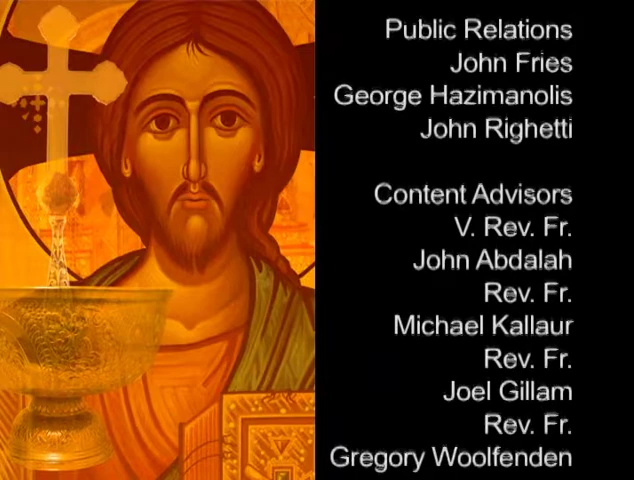 Public Relations
John Fries
George Hazimanolis
John Righetti
Content Advisors
V. Rev. Fr.
John Abdalah
Rev. Fr.
Michael Kallaur
Rev. Fr.
Joel Gillam
Rev. Fr.
Gregory Woolfenden